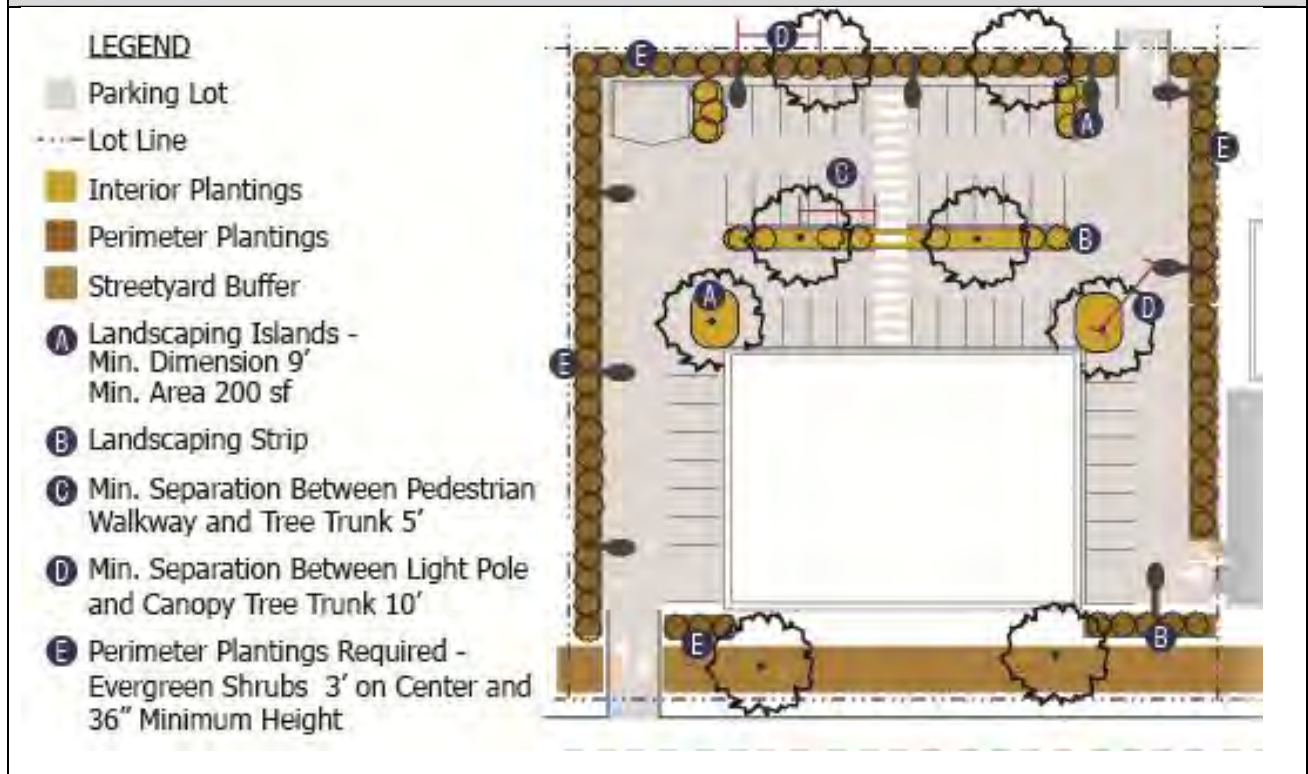 LEGEND
Parking Lot
Lot Line
Interior Plantings
Perimeter Plantings
Streetyard Buffer
A Landscaping Islands -
Min. Dimension 9'
Min. Area 200 sf
B Landscaping Strip
C Min. Separation Between Pedestrian
Walkway and Tree Trunk 5'
D Min. Separation Between Light Pole
and Canopy Tree Trunk 10'
E Perimeter Plantings Required -
Evergreen Shrubs 3' on Center and
36" Minimum Height
D
E
A
E
C
B
A
D
E
E
B